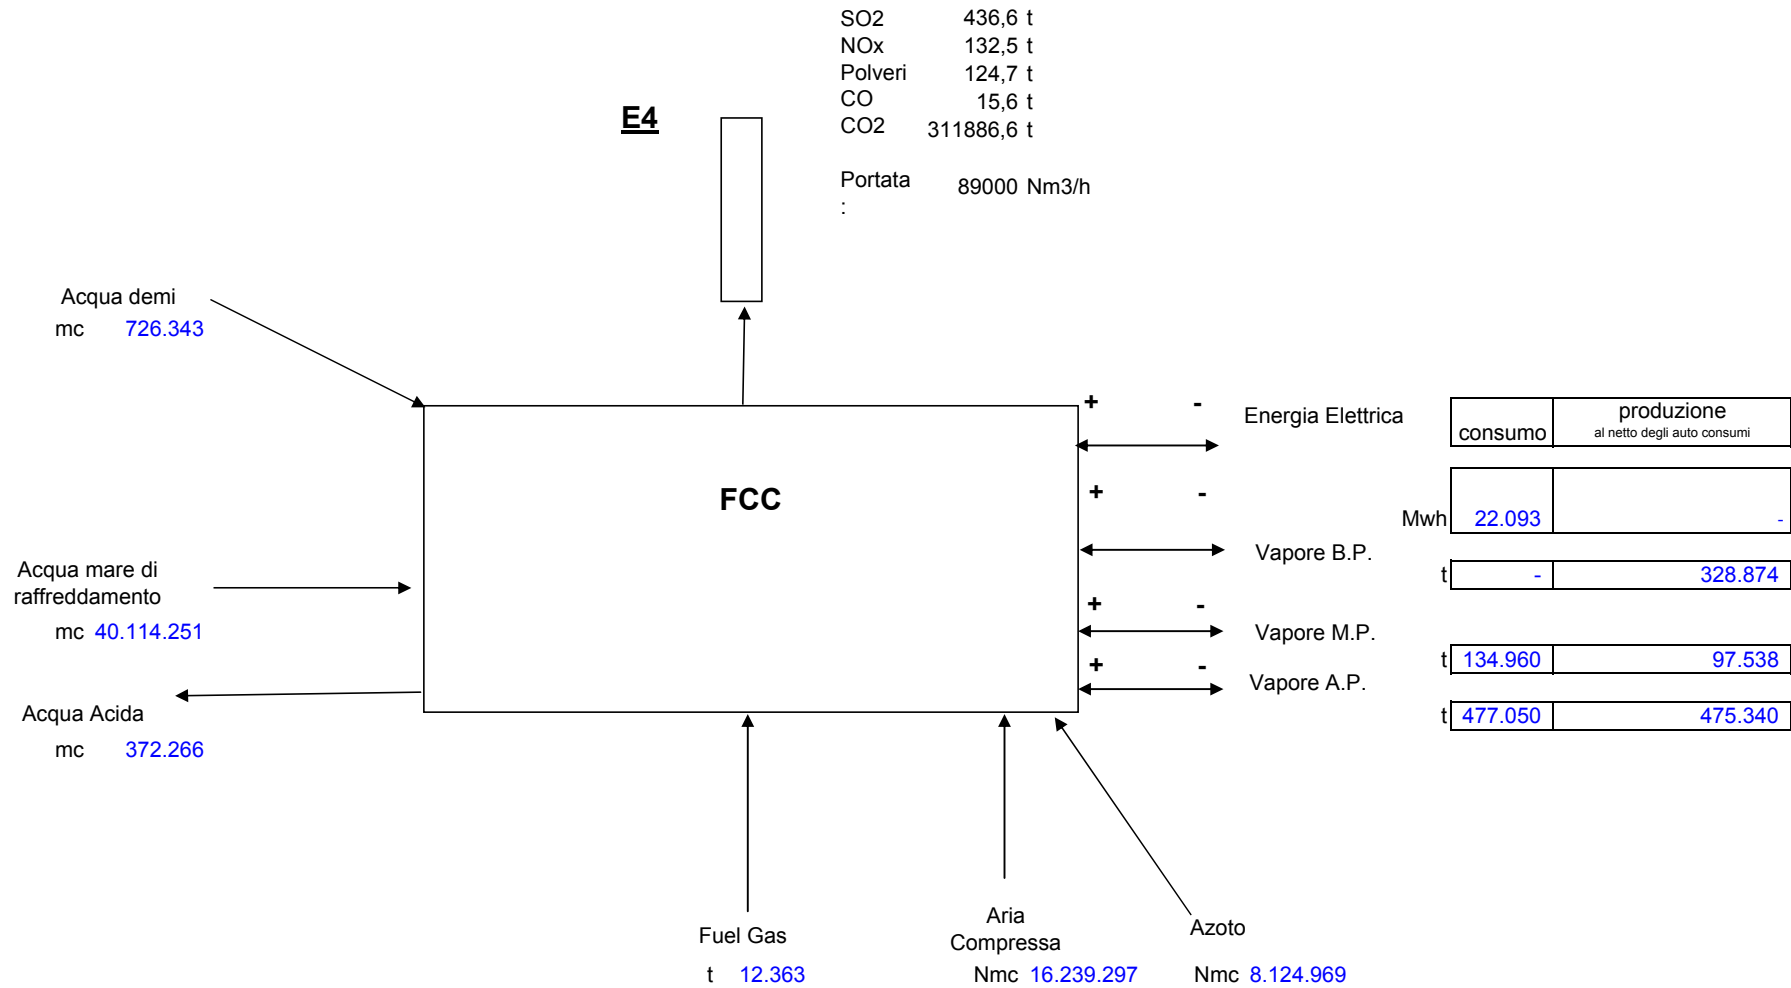 SO2 436,6 t
NOx 132,5 t
Polveri 124,7 t
CO 15,6 t
CO2 311886,6 t
E4
Portata 89000 Nm3/h
:
Acqua demi
mc 726.343
+ -
Energia Elettrica
consumo
produzione
al netto degli auto consumi
FCC
+ -
Mwh 22.093 -
Vapore B.P.
t - 328.874
Acqua mare di
raffreddamento
mc 40.114.251
+ -
Vapore M.P.
t 134.960 97.538
+ -
Vapore A.P.
t 477.050 475.340
Acqua Acida
mc 372.266
Fuel Gas
t 12.363
Aria
Compressa
Nmc 16.239.297
Azoto
Nmc 8.124.969